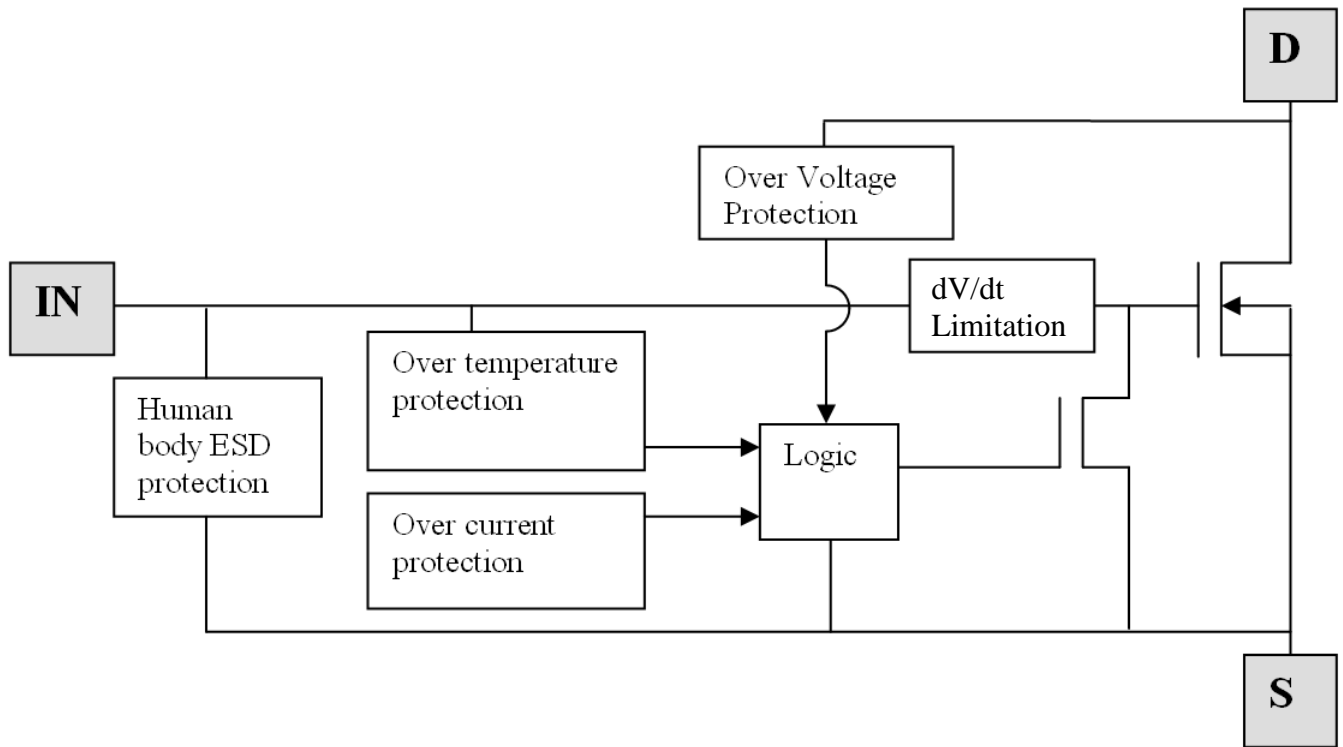 D
Over Voltage
Protection
IN
dV/dt
Limitation
Over temperature
protection
Human
body ESD
protection
Logic
Over current
protection
S